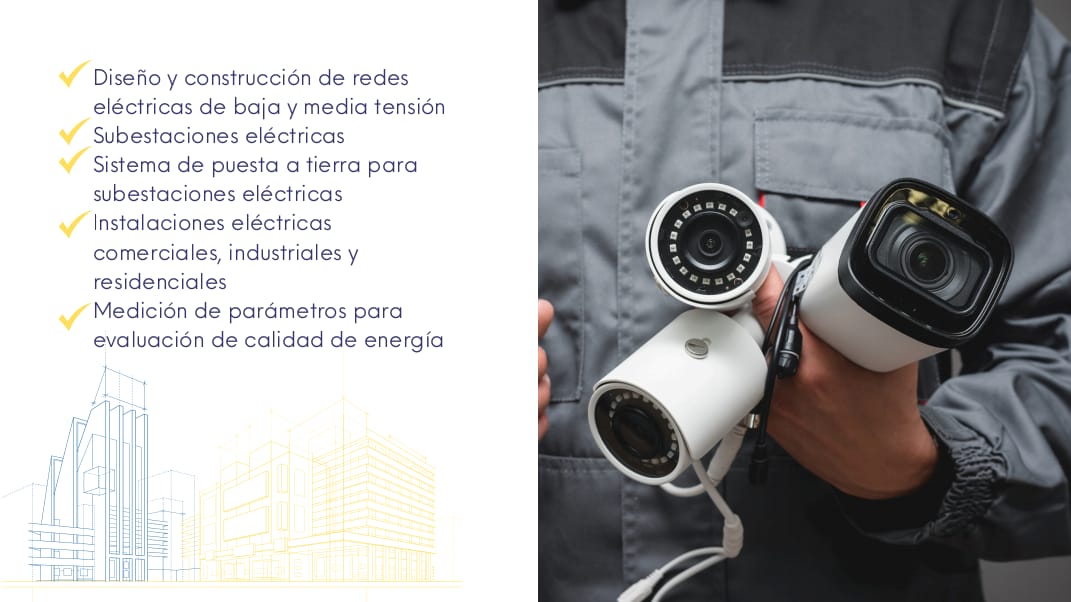 Diseño y construcción de redes
eléctricas de baja y media tensión
Subestaciones eléctricas
Sistema de puesta a tierra para
subestaciones eléctricas
Instalaciones eléctricas
comerciales, industriales y
residenciales
Medición de parámetros para
evaluación de calidad de energía